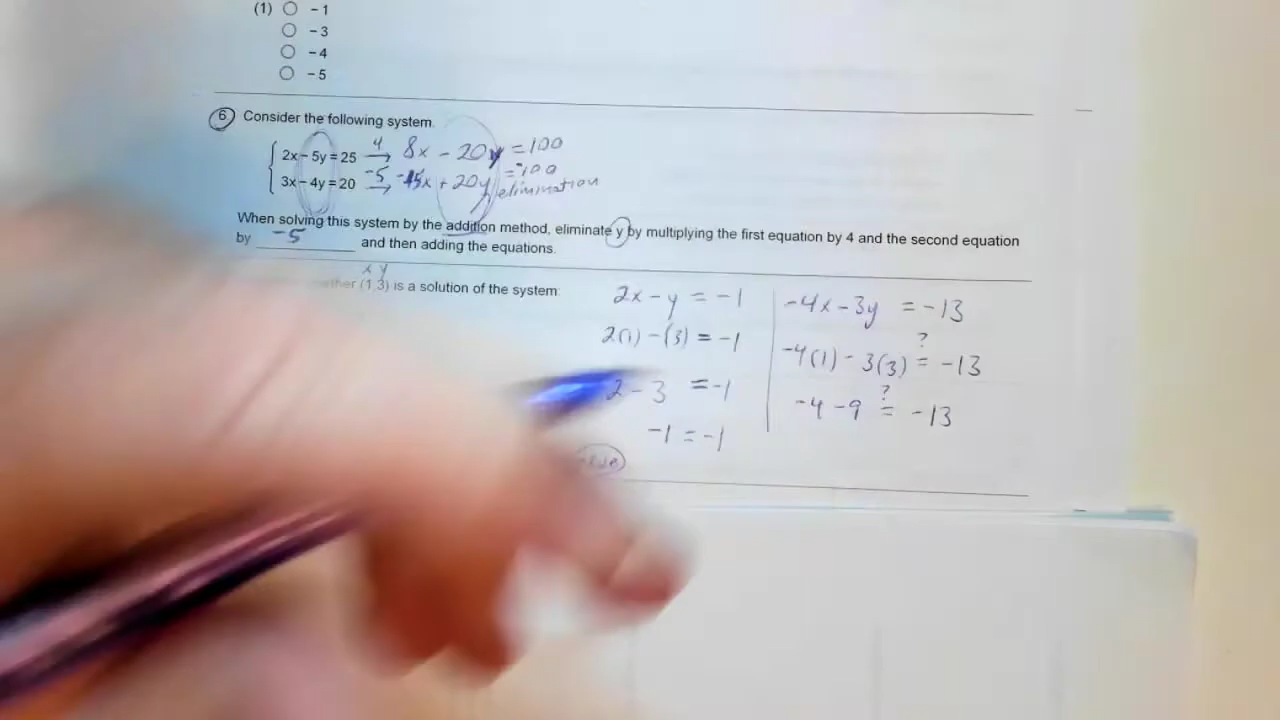 (1) ○ -1
○ -3
○ -4
○ -5
6 Consider the following system.
2x - 5y = 25 4→ 8x - 20y = 100
3x - 4y = 20 -5→ -15x + 20y = -100
elimination
When solving this system by the addition method, eliminate y by multiplying the first equation by 4 and the second equation
by -5 and then adding the equations.
x y
(1,3) is a solution of the system:
2x - y = -1
2(1) - (3) = -1
2 - 3 = -1
-1 = -1
-4x - 3y = -13
-4(1) - 3(3) ?= -13
-4 - 9 ?= -13